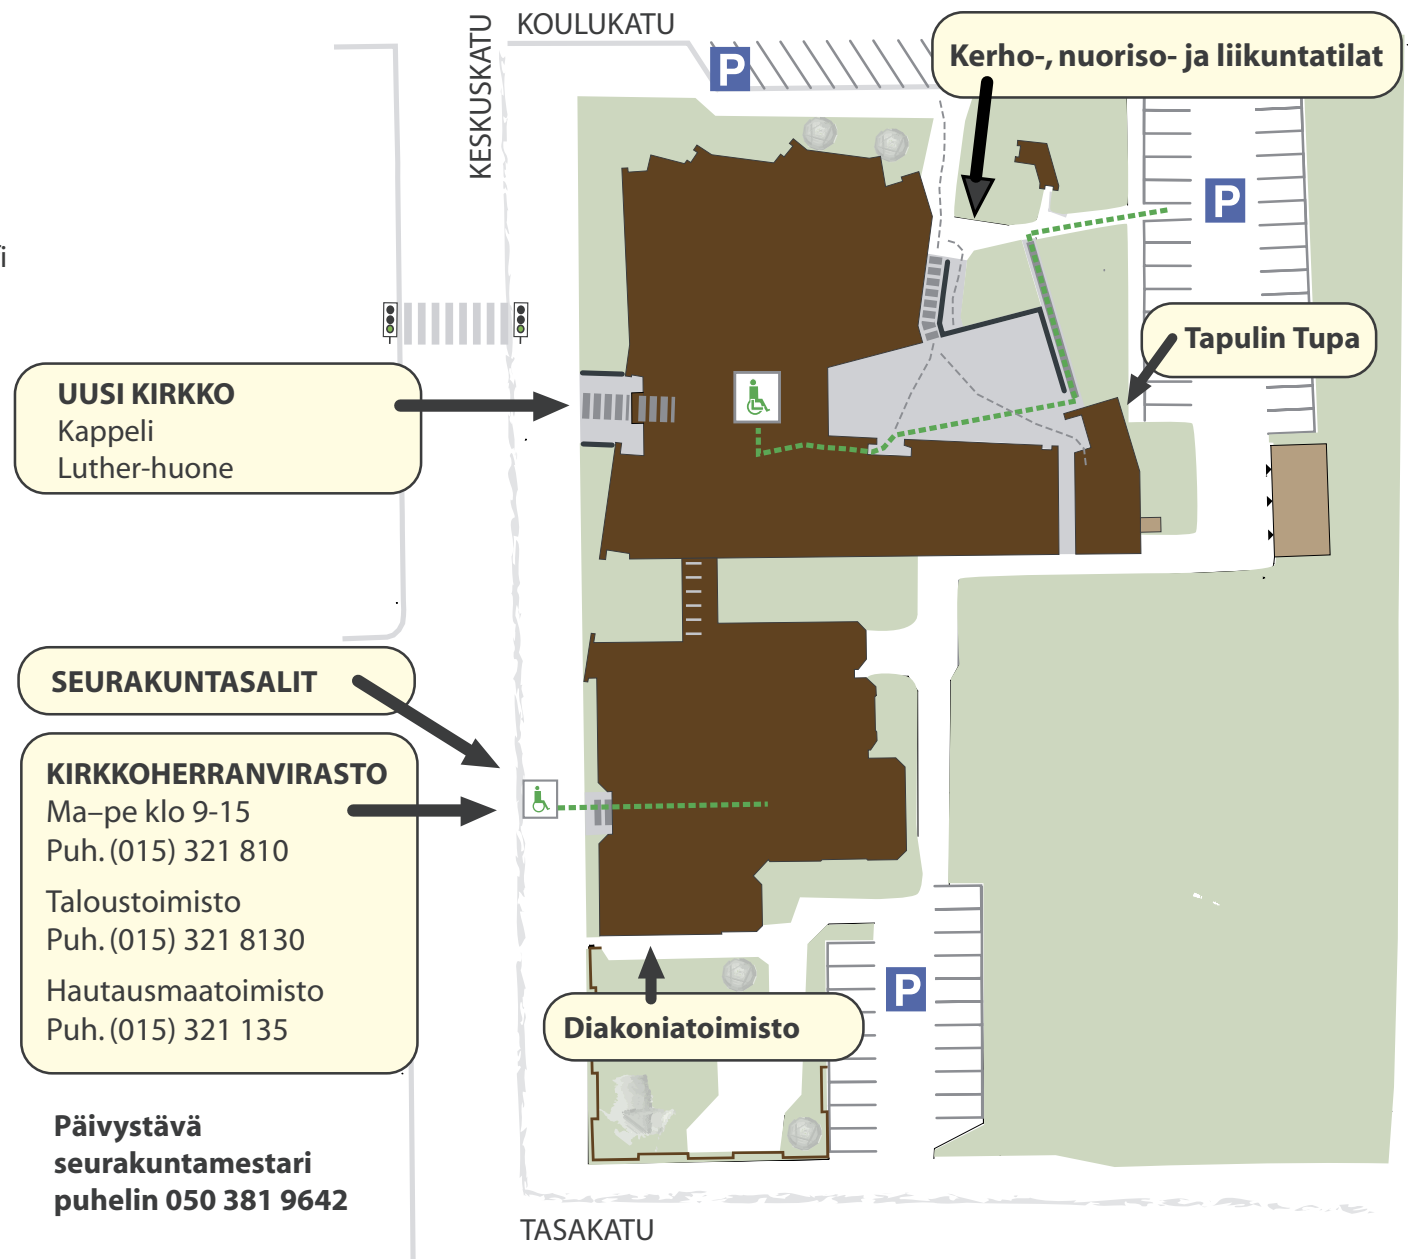 KOULUKATU
KESKUSKATU
P
Kerho-, nuoriso- ja liikuntatilat
P
fi
Tapulin Tupa
UUSI KIRKKO
Kappeli
Luther-huone
SEURAKUNTASALIT
KIRKKOHERRANVIRASTO
Ma–pe klo 9-15
Puh. (015) 321 810
Taloustoimisto
Puh. (015) 321 8130
Hautausmaatoimisto
Puh. (015) 321 135
P
Diakoniatoimisto
Päivystävä
seurakuntamestari
puhelin 050 381 9642
TASAKATU